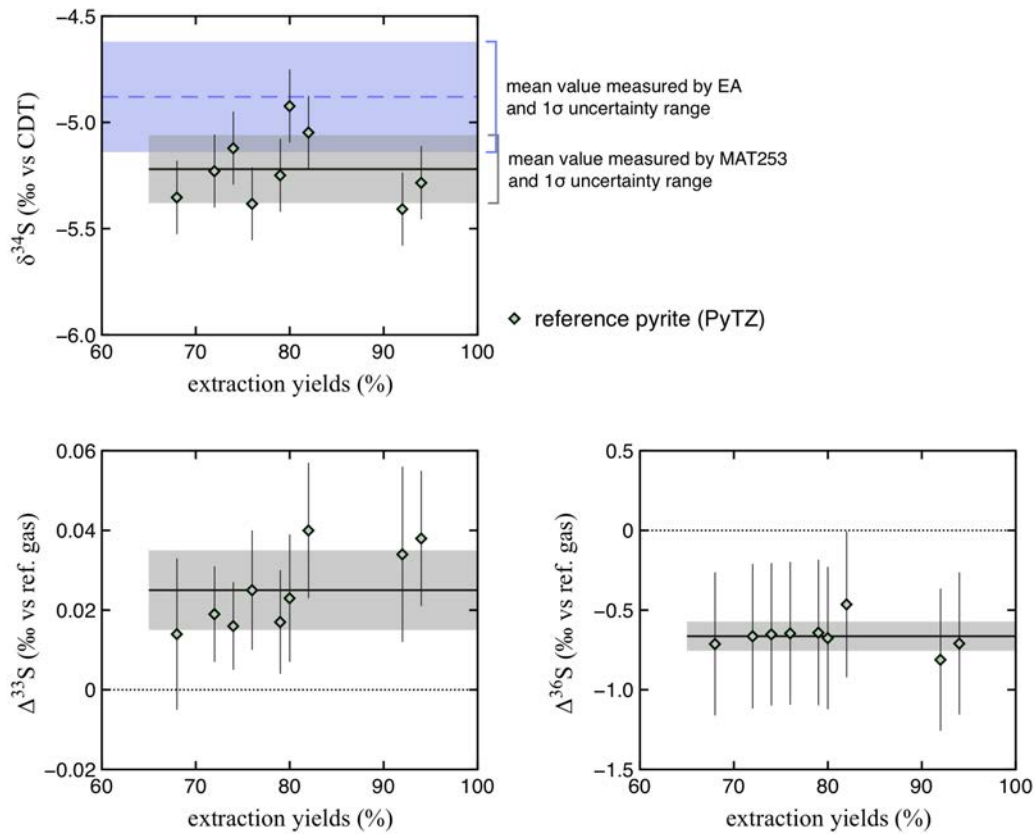 −4.5
−5.0
−5.5
−6.0
δ³⁴S (‰ vs CDT)
60 70 80 90 100
extraction yields (%)
mean value measured by EA
and 1σ uncertainty range
mean value measured by MAT253
and 1σ uncertainty range
reference pyrite (PyTZ)
0.06
0.04
0.02
0
−0.02
Δ³³S (‰ vs ref. gas)
60 70 80 90 100
extraction yields (%)
0.5
0
−0.5
−1.0
−1.5
Δ³⁶S (‰ vs ref. gas)
60 70 80 90 100
extraction yields (%)